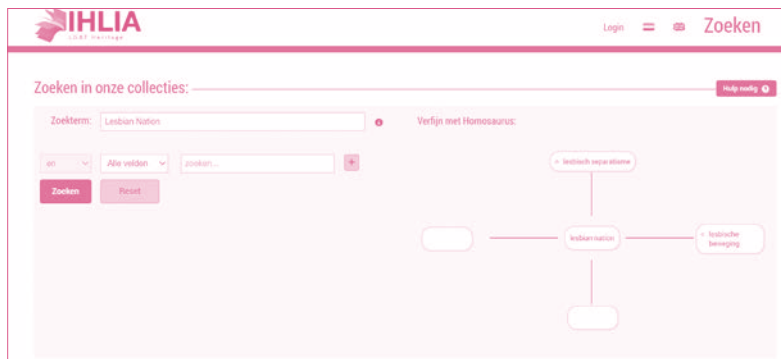 IHLIA
LGBT Heritage
Login
Zoeken
Zoeken in onze collecties:
Hulp nodig
Zoekterm: Lesbian Nation
Verfijn met Homosaurus:
en Alle velden zoeken... +
Zoeken Reset
+ lesbisch separatisme
lesbian nation
+ lesbische
beweging